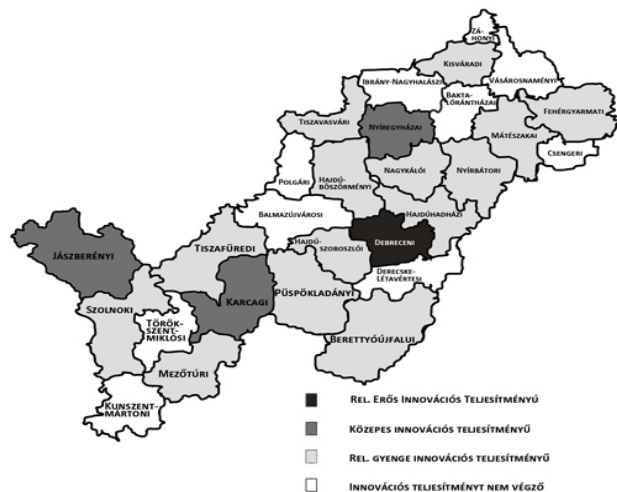 ZÁ-
HONYI
KISVÁRADI
IBRÁNY-NAGYHALÁSZI
VÁSÁROSNAMÉNYI
BAKTA-
LÓRÁNTHÁZAI
FEHÉRGYARMATI
TISZAVASVÁRI
NYÍREGYHÁZAI
MÁTÉSZAKAI
CSENGERI
NAGYKÁLÓI
NYÍRBÁTORI
POLGÁRI
HAJDÚ-
BÖSZÖRMÉNYI
BALMAZÚJVÁROSI
HAJDÚHADHÁZI
TISZAFÜREDI
HAJDÚ-
SZOBOSZLÓI
DEBRECENI
JÁSZBERÉNYI
DERECSKE-
LÉTAVÉRTESI
PÜSPÖKLADÁNYI
KARCAGI
SZOLNOKI
TÖRÖK-
SZENT-
MIKLÓSI
BERETTYÓÚJFALUI
MEZŐTÚRI
KUNSZENT-
MÁRTONI
REL. ERŐS INNOVÁCIÓS TELJESÍTMÉNYÚ
KÖZEPES INNOVÁCIÓS TELJESÍTMÉNYŰ
REL. GYENGE INNOVÁCIÓS TELJESÍTMÉNYŰ
INNOVÁCIÓS TELJESÍTMÉNYT NEM VÉGZŐ